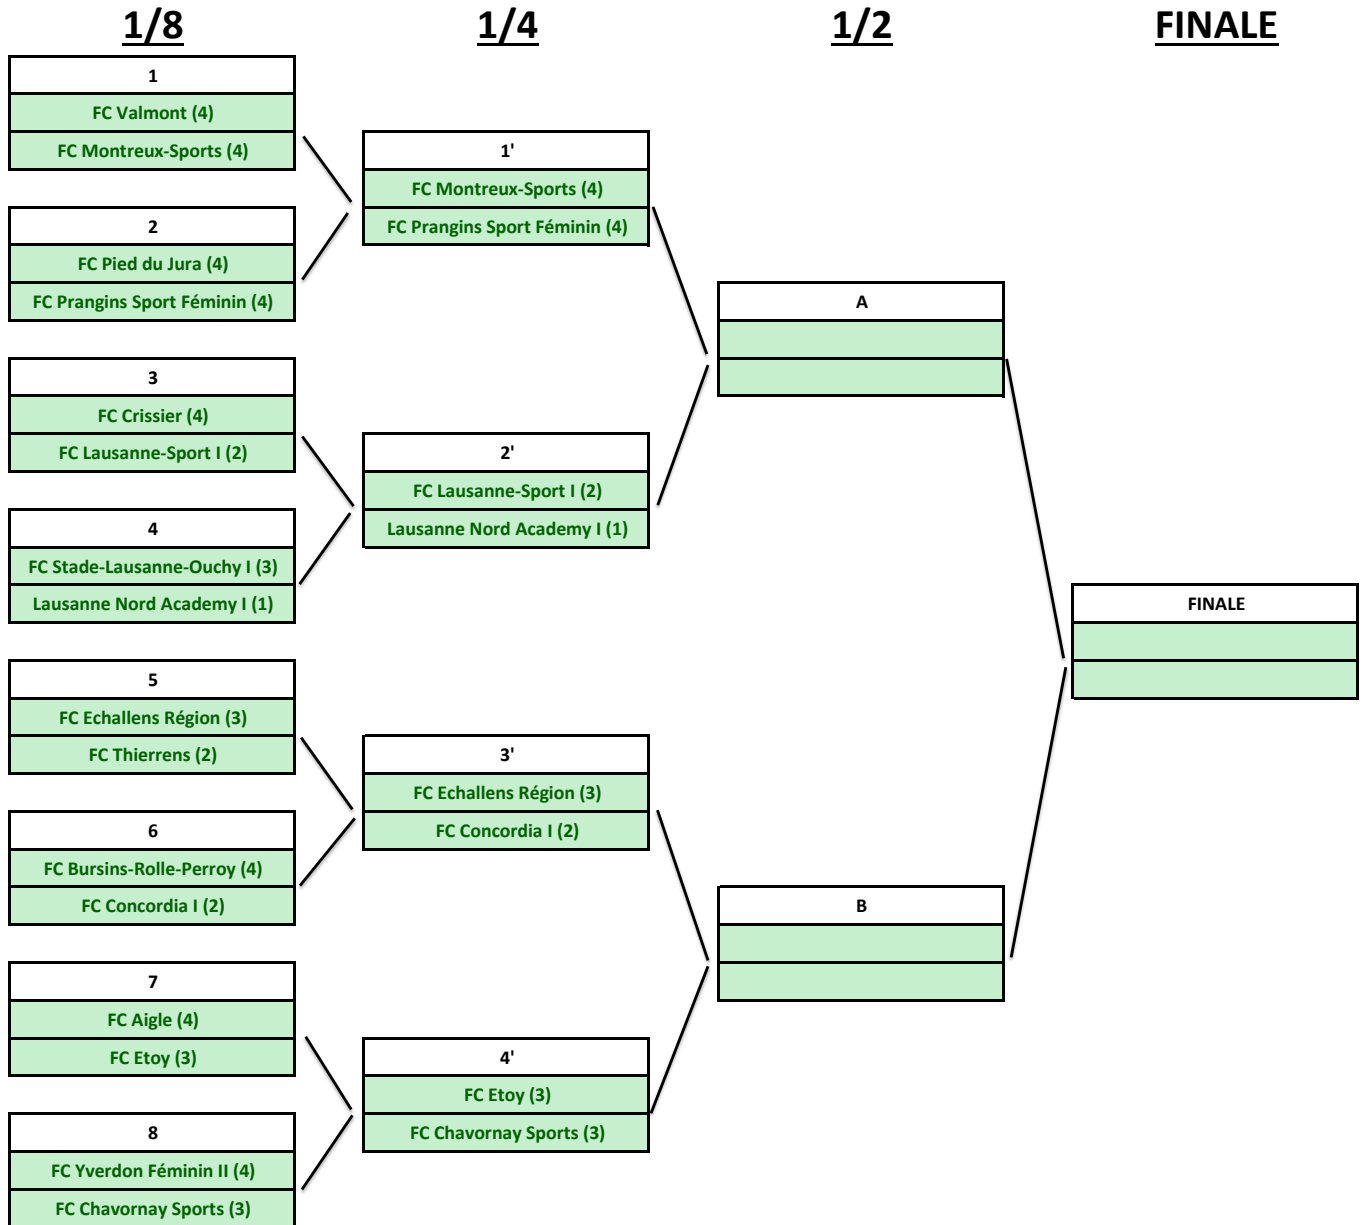 1/8
1/4
1/2
FINALE
1
FC Valmont (4)
FC Montreux-Sports (4)
2
FC Pied du Jura (4)
FC Prangins Sport Féminin (4)
3
FC Crissier (4)
FC Lausanne-Sport I (2)
4
FC Stade-Lausanne-Ouchy I (3)
Lausanne Nord Academy I (1)
5
FC Echallens Région (3)
FC Thierrens (2)
6
FC Bursins-Rolle-Perroy (4)
FC Concordia I (2)
7
FC Aigle (4)
FC Etoy (3)
8
FC Yverdon Féminin II (4)
FC Chavornay Sports (3)
1'
FC Montreux-Sports (4)
FC Prangins Sport Féminin (4)
2'
FC Lausanne-Sport I (2)
Lausanne Nord Academy I (1)
3'
FC Echallens Région (3)
FC Concordia I (2)
4'
FC Etoy (3)
FC Chavornay Sports (3)
A
B
FINALE